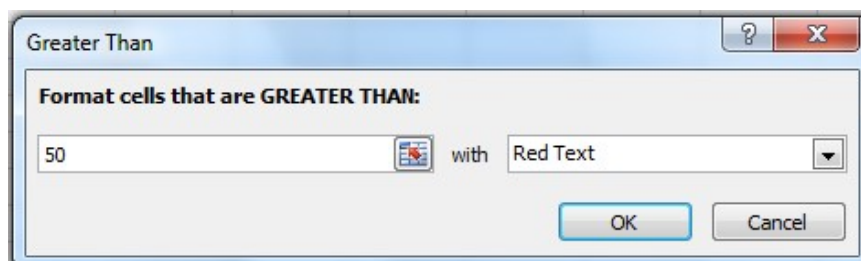 Greater Than
Format cells that are GREATER THAN:
50 with Red Text
OK Cancel